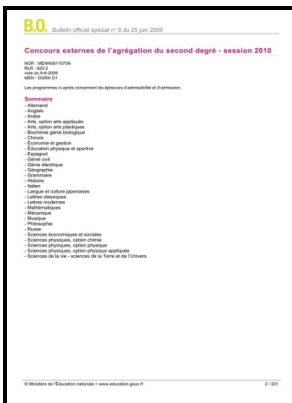 B.O. Bulletin officiel spécial n° 6 du 25 juin 2009
Concours externes de l'agrégation du second degré - session 2010
NOR : MENH0911070N
RLR : 820-2
note du 9-6-2009
MEN - DGRH D1
Les programmes ci-après concernent les épreuves d'admissibilité et d'admission.
Sommaire
- Allemand
- Anglais
- Arabe
- Arts, option arts appliqués
- Arts, option arts plastiques
- Biochimie génie biologique
- Chinois
- Économie et gestion
- Éducation physique et sportive
- Espagnol
- Génie civil
- Génie électrique
- Géographie
- Grammaire
- Histoire
- Italien
- Langue et culture japonaises
- Lettres classiques
- Lettres modernes
- Mathématiques
- Mécanique
- Musique
- Philosophie
- Russe
- Sciences économiques et sociales
- Sciences physiques, option chimie
- Sciences physiques, option physique
- Sciences physiques, option physique appliquée
- Sciences de la vie - sciences de la Terre et de l'Univers
© Ministère de l'Éducation nationale > www.education.gouv.fr 2 / 201